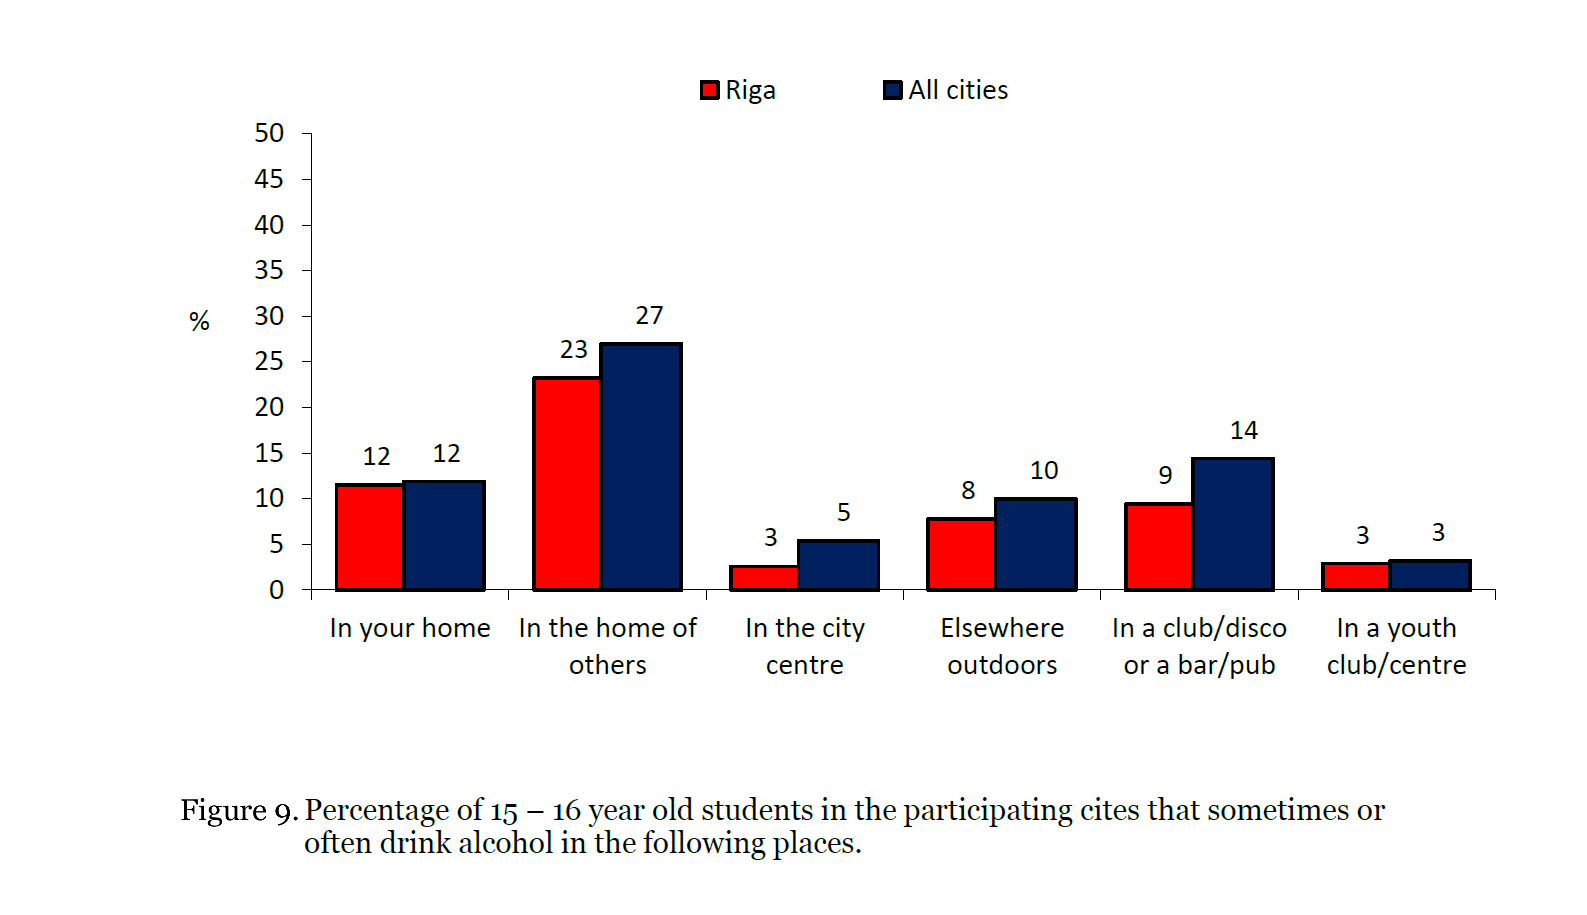 Riga
All cities
50
45
40
35
30
25
20
15
10
5
0
%
12
12
23
27
3
5
8
10
9
14
3
3
In your home
In the home of
others
In the city
centre
Elsewhere
outdoors
In a club/disco
or a bar/pub
In a youth
club/centre
Figure 9. Percentage of 15 – 16 year old students in the participating cites that sometimes or
often drink alcohol in the following places.